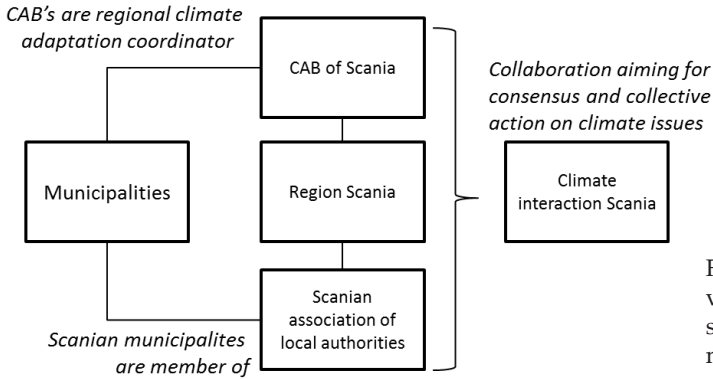 CAB's are regional climate
adaptation coordinator
CAB of Scania
Collaboration aiming for
consensus and collective
action on climate issues
Municipalities
Region Scania
Climate
interaction Scania
Scanian
association of
local authorities
Scanian municipalites
are member of